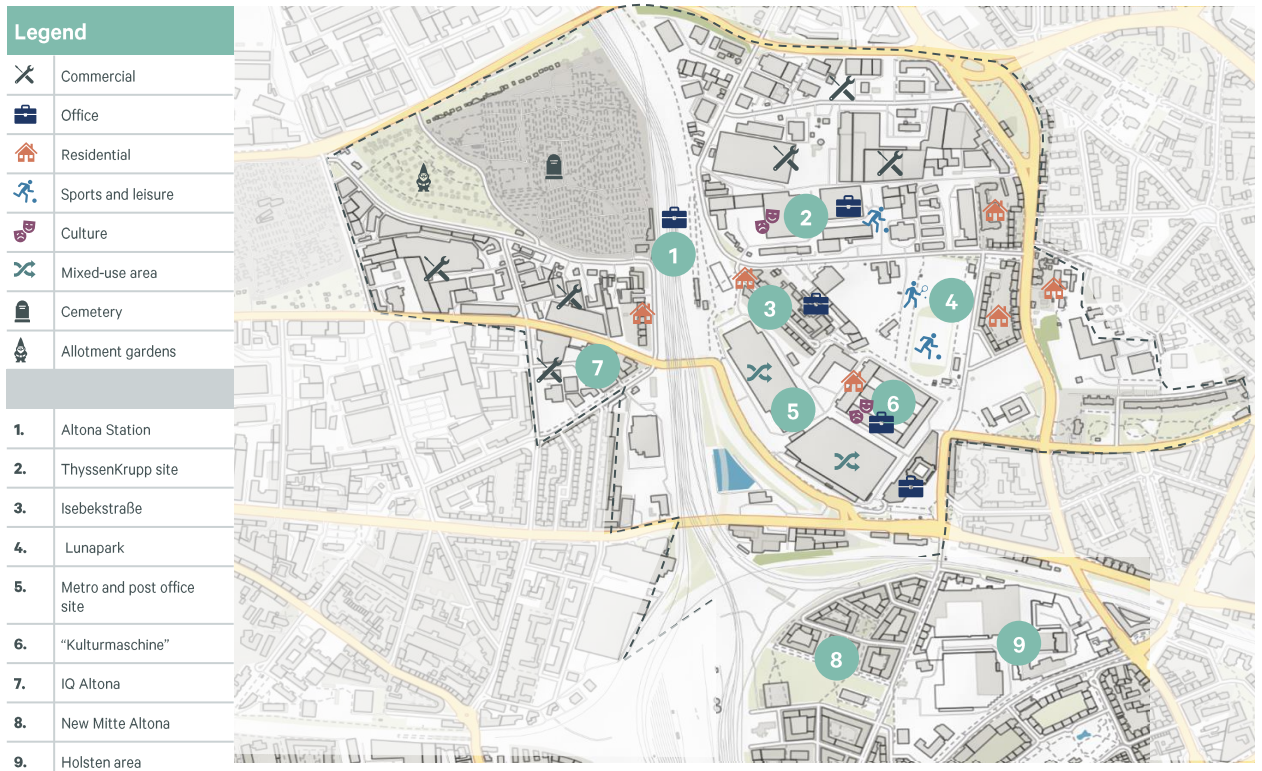 Legend
Commercial
Office
Residential
Sports and leisure
Culture
Mixed-use area
Cemetery
Allotment gardens
1. Altona Station
2. ThyssenKrupp site
3. Isebekstraße
4. Lunapark
5. Metro and post office
site
6. “Kulturmaschine”
7. IQ Altona
8. New Mitte Altona
9. Holsten area
1
2
3
4
5
6
7
8
9